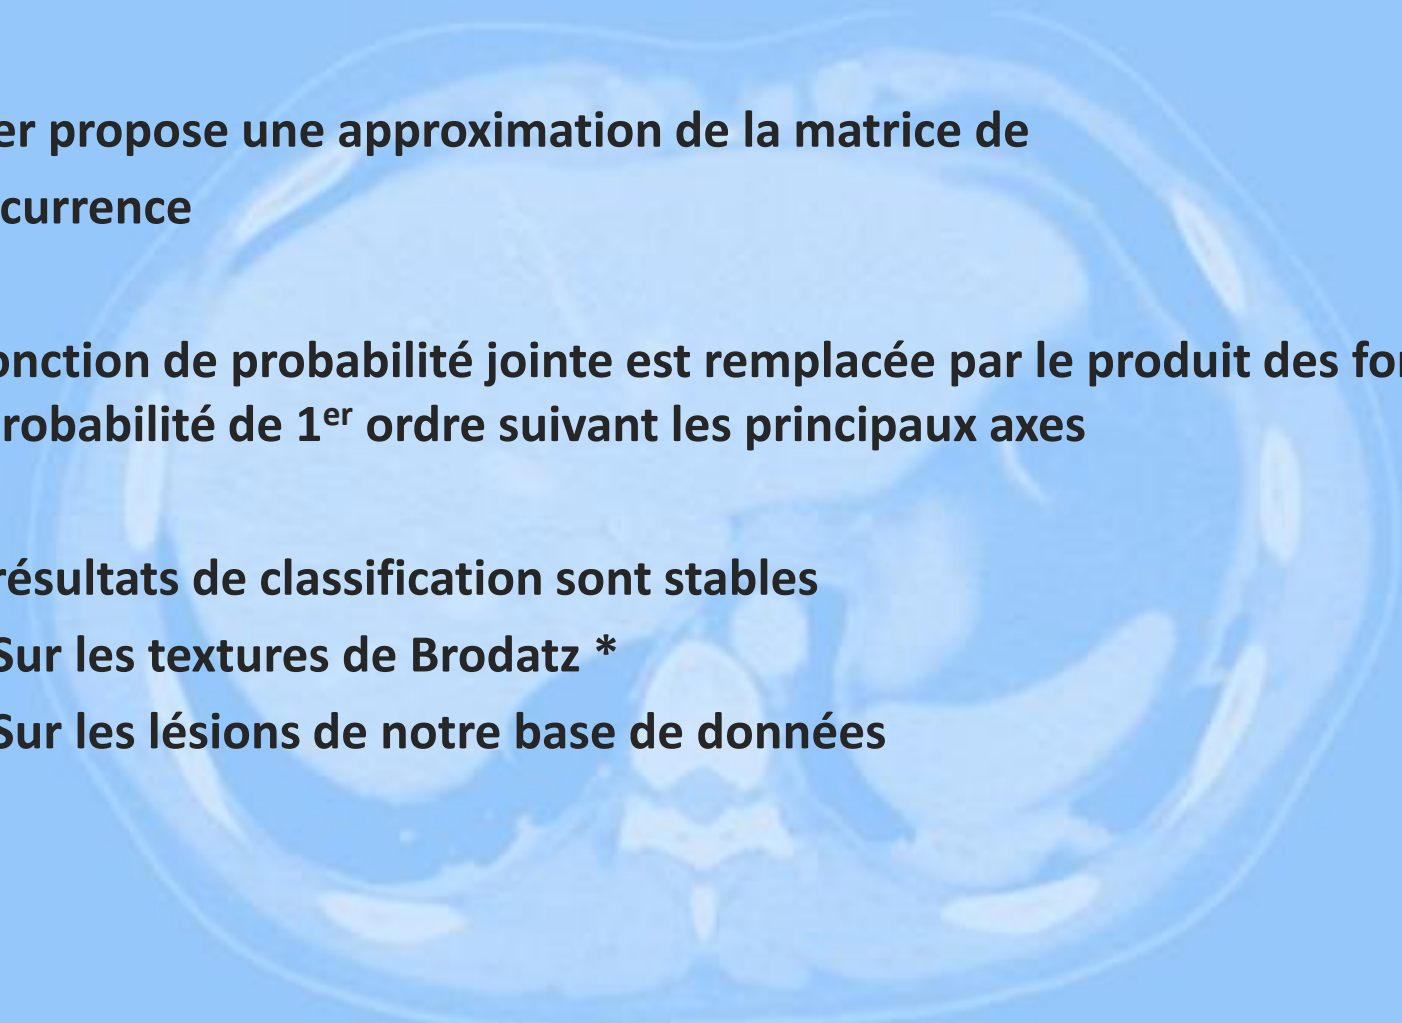 er propose une approximation de la matrice de
currence
onction de probabilité jointe est remplacée par le produit des for
robabilité de 1er ordre suivant les principaux axes
résultats de classification sont stables
Sur les textures de Brodatz *
Sur les lésions de notre base de données